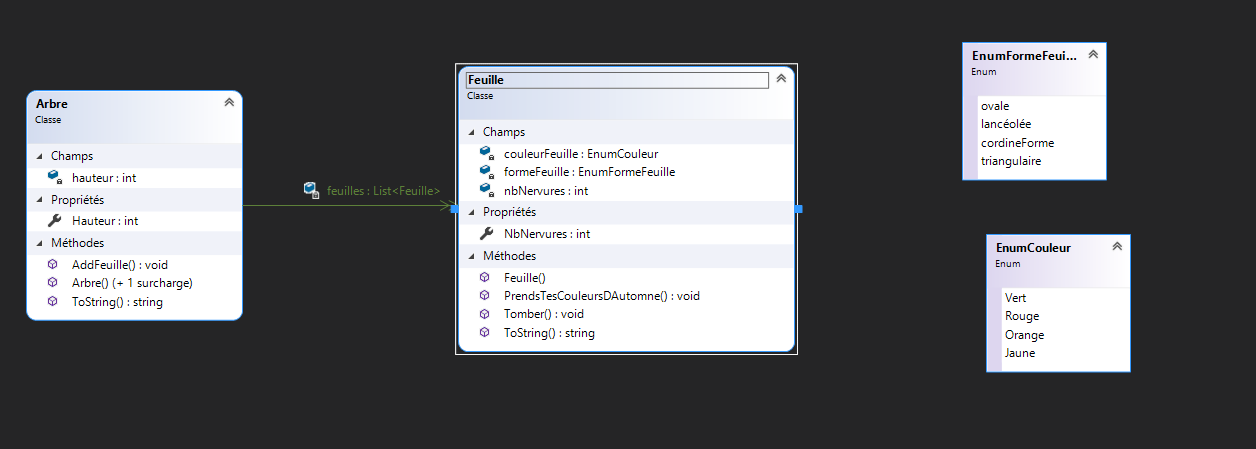 Arbre
Classe
Champs
hauteur : int
Propriétés
Hauteur : int
Méthodes
AddFeuille() : void
Arbre() (+ 1 surcharge)
ToString() : string
feuilles : List<Feuille>
Feuille
Classe
Champs
couleurFeuille : EnumCouleur
formeFeuille : EnumFormeFeuille
nbNervures : int
Propriétés
NbNervures : int
Méthodes
Feuille()
PrendsTesCouleursDAutomne() : void
Tomber() : void
ToString() : string
EnumFormeFeui...
Enum
ovale
lancéolée
cordineForme
triangulaire
EnumCouleur
Enum
Vert
Rouge
Orange
Jaune